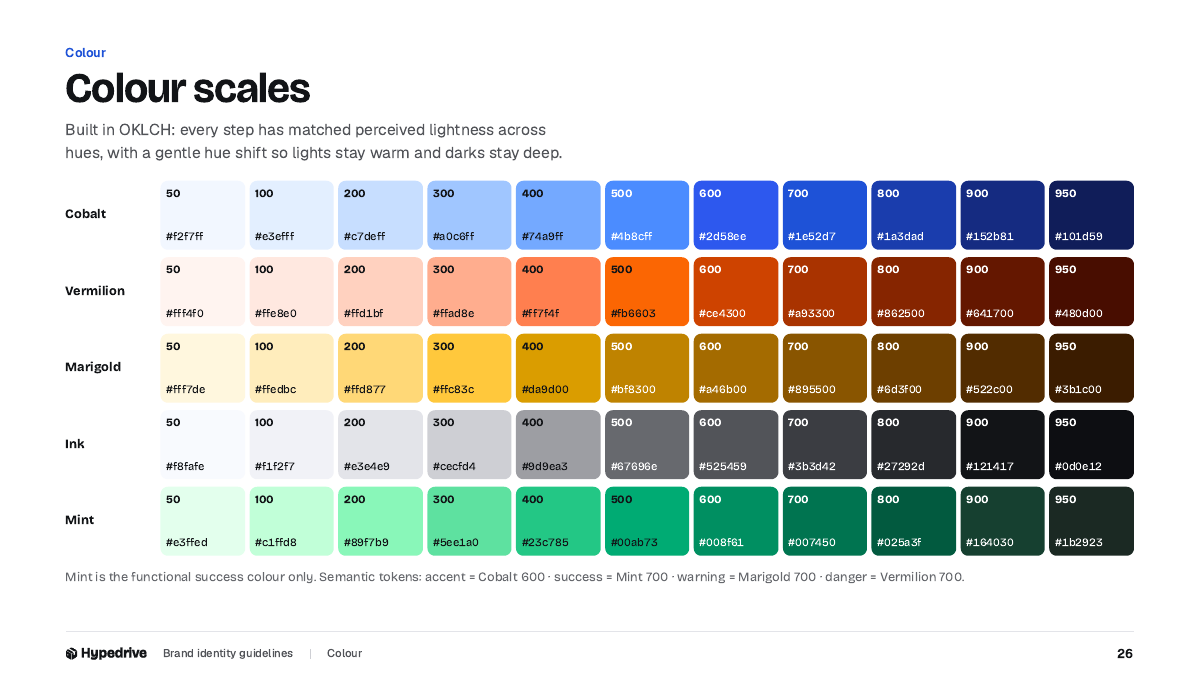 Colour
Colour scales
Built in OKLCH: every step has matched perceived lightness across
hues, with a gentle hue shift so lights stay warm and darks stay deep.
50 100 200 300 400 500 600 700 800 900 950
Cobalt
#f2f7ff #e3efff #c7deff #a0c6ff #74a9ff #4b8cff #2d58ee #1e52d7 #1a3dad #152b81 #101d59
50 100 200 300 400 500 600 700 800 900 950
Vermilion
#fff4f0 #ffe8e0 #ffd1bf #ffad8e #ff7f4f #fb6603 #ce4300 #a93300 #862500 #641700 #480d00
50 100 200 300 400 500 600 700 800 900 950
Marigold
#fff7de #ffedbc #ffd877 #ffc83c #da9d00 #bf8300 #a46b00 #895500 #6d3f00 #522c00 #3b1c00
50 100 200 300 400 500 600 700 800 900 950
Ink
#f8fafe #f1f2f7 #e3e4e9 #cecfd4 #9d9ea3 #67696e #525459 #3b3d42 #27292d #121417 #0d0e12
50 100 200 300 400 500 600 700 800 900 950
Mint
#e3ffed #c1ffd8 #89f7b9 #5ee1a0 #23c785 #00ab73 #008f61 #007450 #025a3f #164030 #1b2923
Mint is the functional success colour only. Semantic tokens: accent = Cobalt 600 · success = Mint 700 · warning = Marigold 700 · danger = Vermilion 700.
Hypedrive Brand identity guidelines | Colour 26